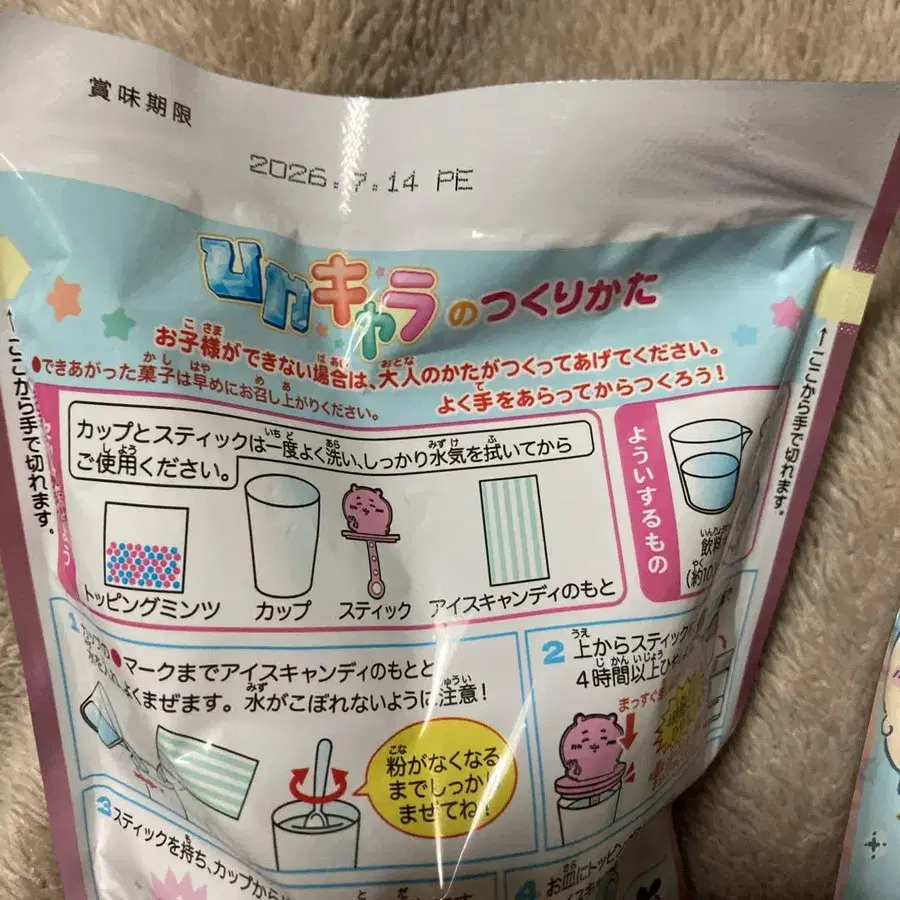 賞味期限
2026.7.14 PE
ひやキャラのつくりかた
お子様ができない場合は、大人のかたがつくってあげてください。
●できあがった菓子は早めにお召し上がりください。
よく手をあらってからつくろう!
↑ここから手で切れます。
↑ここから手で切れます。
カップとスティックは一度よく洗い、しっかり水気を拭いてから
ご使用ください。
トッピングミンツ
カップ
スティック
アイスキャンディのもと
よういするもの
飲料
(約10
1
●マークまでアイスキャンディのもとと
よくまぜます。水がこぼれないように注意!
粉がなくなる
までしっかり
まぜてね!
2 上からスティック
4時間以上ひ
まっすぐ
3 スティックを持ち、カップから
4 お皿にトッピン